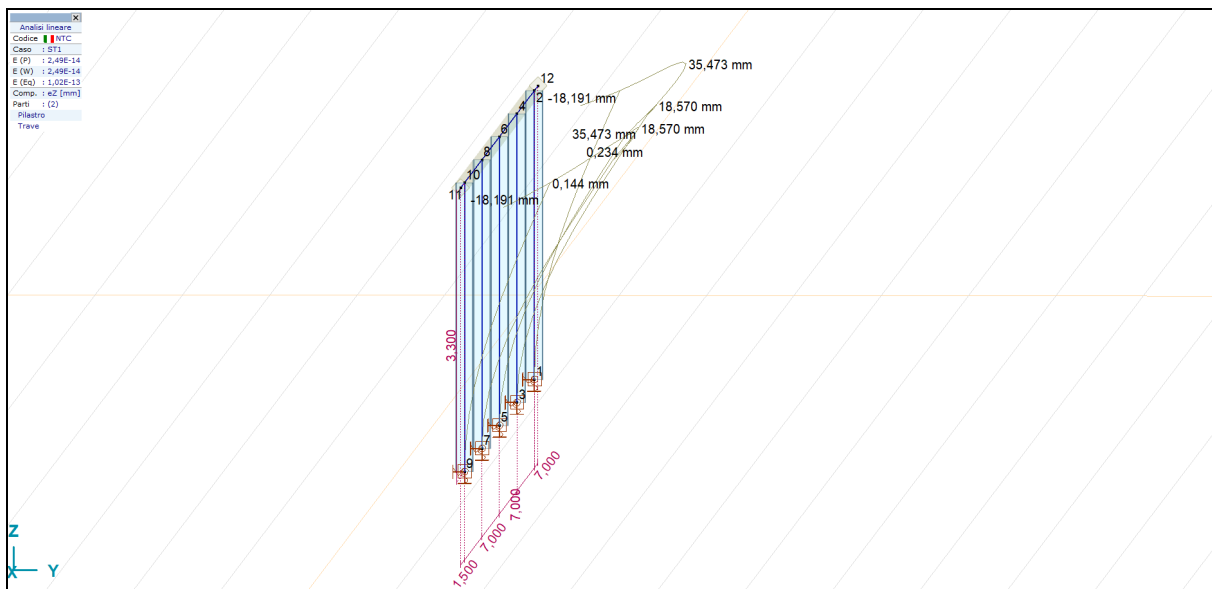 Analisi lineare
Codice NTC
Caso : ST1
E (P) : 2,49E-14
E (W) : 2,49E-14
E (Eq) : 1,02E-13
Comp. : eZ [mm]
Parti : (2)
Pilastro
Trave
12
35,473 mm
2
-18,191 mm
4
18,570 mm
6
35,473 mm
18,570 mm
8
0,234 mm
10
0,144 mm
11
-18,191 mm
3,300
1
3
5
7
9
7,000
7,000
7,000
1,500
Z
X
Y